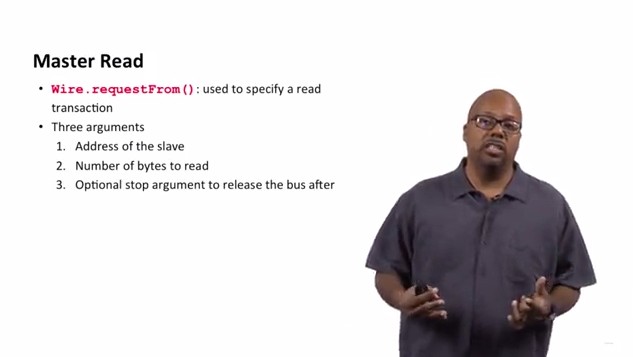 Master Read
• Wire.requestFrom(): used to specify a read
transaction
• Three arguments
1. Address of the slave
2. Number of bytes to read
3. Optional stop argument to release the bus after